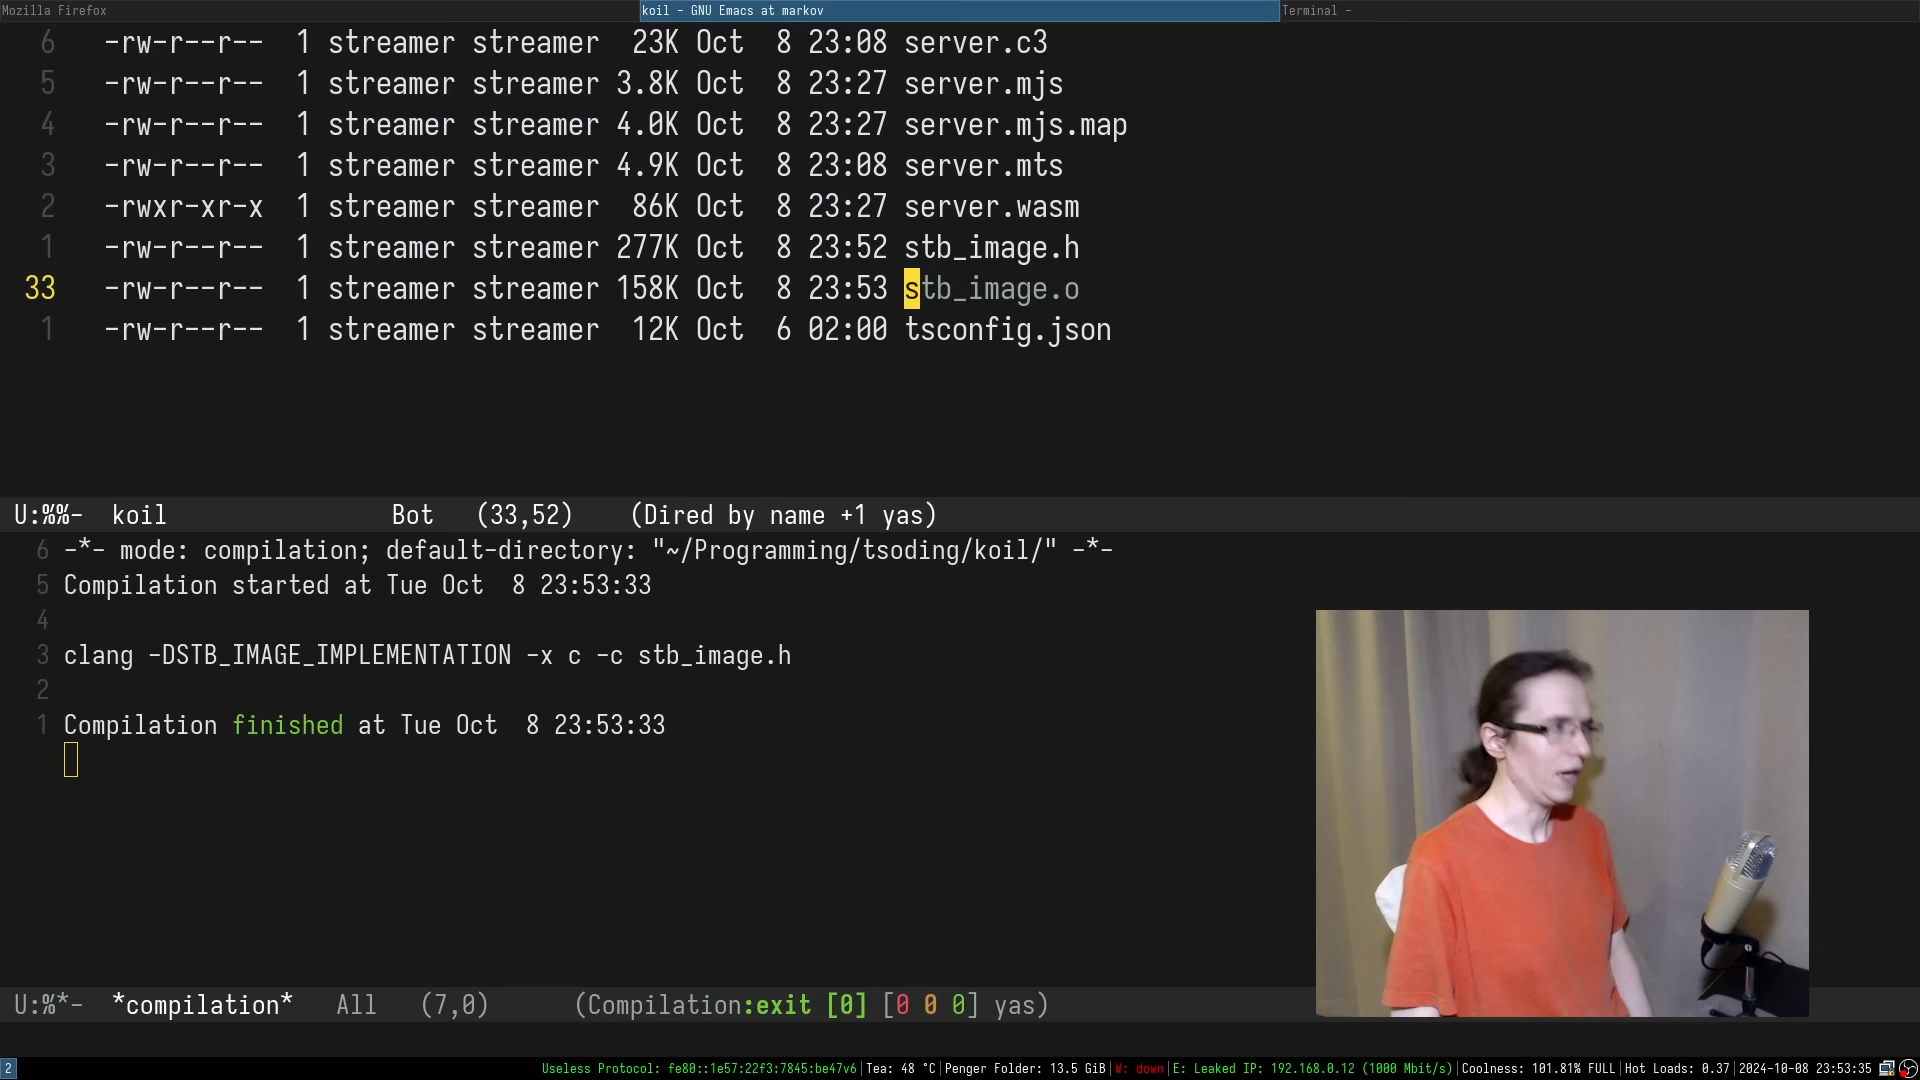 Mozilla Firefox
koil - GNU Emacs at markov
Terminal -
6 -rw-r--r-- 1 streamer streamer 23K Oct 8 23:08 server.c3
5 -rw-r--r-- 1 streamer streamer 3.8K Oct 8 23:27 server.mjs
4 -rw-r--r-- 1 streamer streamer 4.0K Oct 8 23:27 server.mjs.map
3 -rw-r--r-- 1 streamer streamer 4.9K Oct 8 23:08 server.mts
2 -rwxr-xr-x 1 streamer streamer 86K Oct 8 23:27 server.wasm
1 -rw-r--r-- 1 streamer streamer 277K Oct 8 23:52 stb_image.h
33 -rw-r--r-- 1 streamer streamer 158K Oct 8 23:53 stb_image.o
1 -rw-r--r-- 1 streamer streamer 12K Oct 6 02:00 tsconfig.json
U:%%- koil Bot (33,52) (Dired by name +1 yas)
6 -*- mode: compilation; default-directory: "~/Programming/tsoding/koil/" -*-
5 Compilation started at Tue Oct 8 23:53:33
4
3 clang -DSTB_IMAGE_IMPLEMENTATION -x c -c stb_image.h
2
1 Compilation finished at Tue Oct 8 23:53:33
U:%*- *compilation* All (7,0) (Compilation:exit [0] [0 0 0] yas)
2
Useless Protocol: fe80::1e57:22f3:7845:be47v6|Tea: 48 °C|Penger Folder: 13.5 GiB|W: down|E: Leaked IP: 192.168.0.12 (1000 Mbit/s)|Coolness: 101.81% FULL|Hot Loads: 0.37|2024-10-08 23:53:35